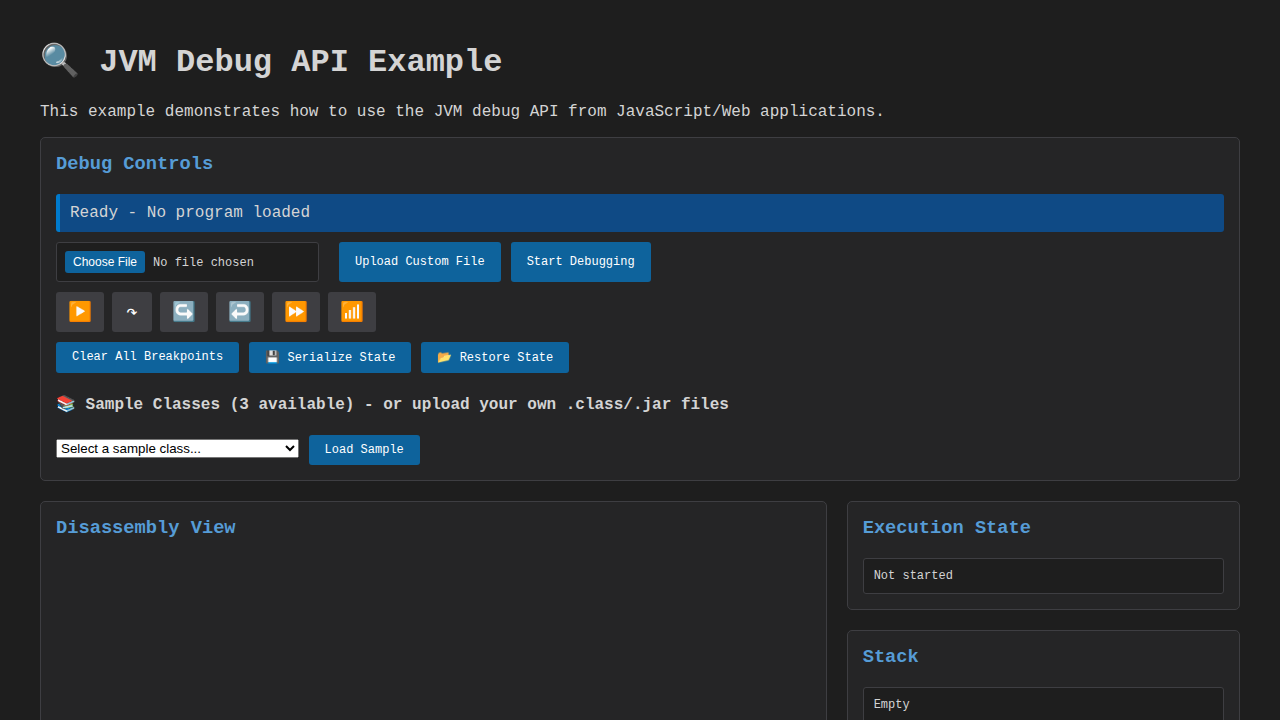 🔍 JVM Debug API Example
This example demonstrates how to use the JVM debug API from JavaScript/Web applications.
Debug Controls
Ready - No program loaded
Choose File No file chosen Upload Custom File Start Debugging
Clear All Breakpoints 💾 Serialize State 📂 Restore State
📚 Sample Classes (3 available) - or upload your own .class/.jar files
Select a sample class... Load Sample
Disassembly View
Execution State
Not started
Stack
Empty